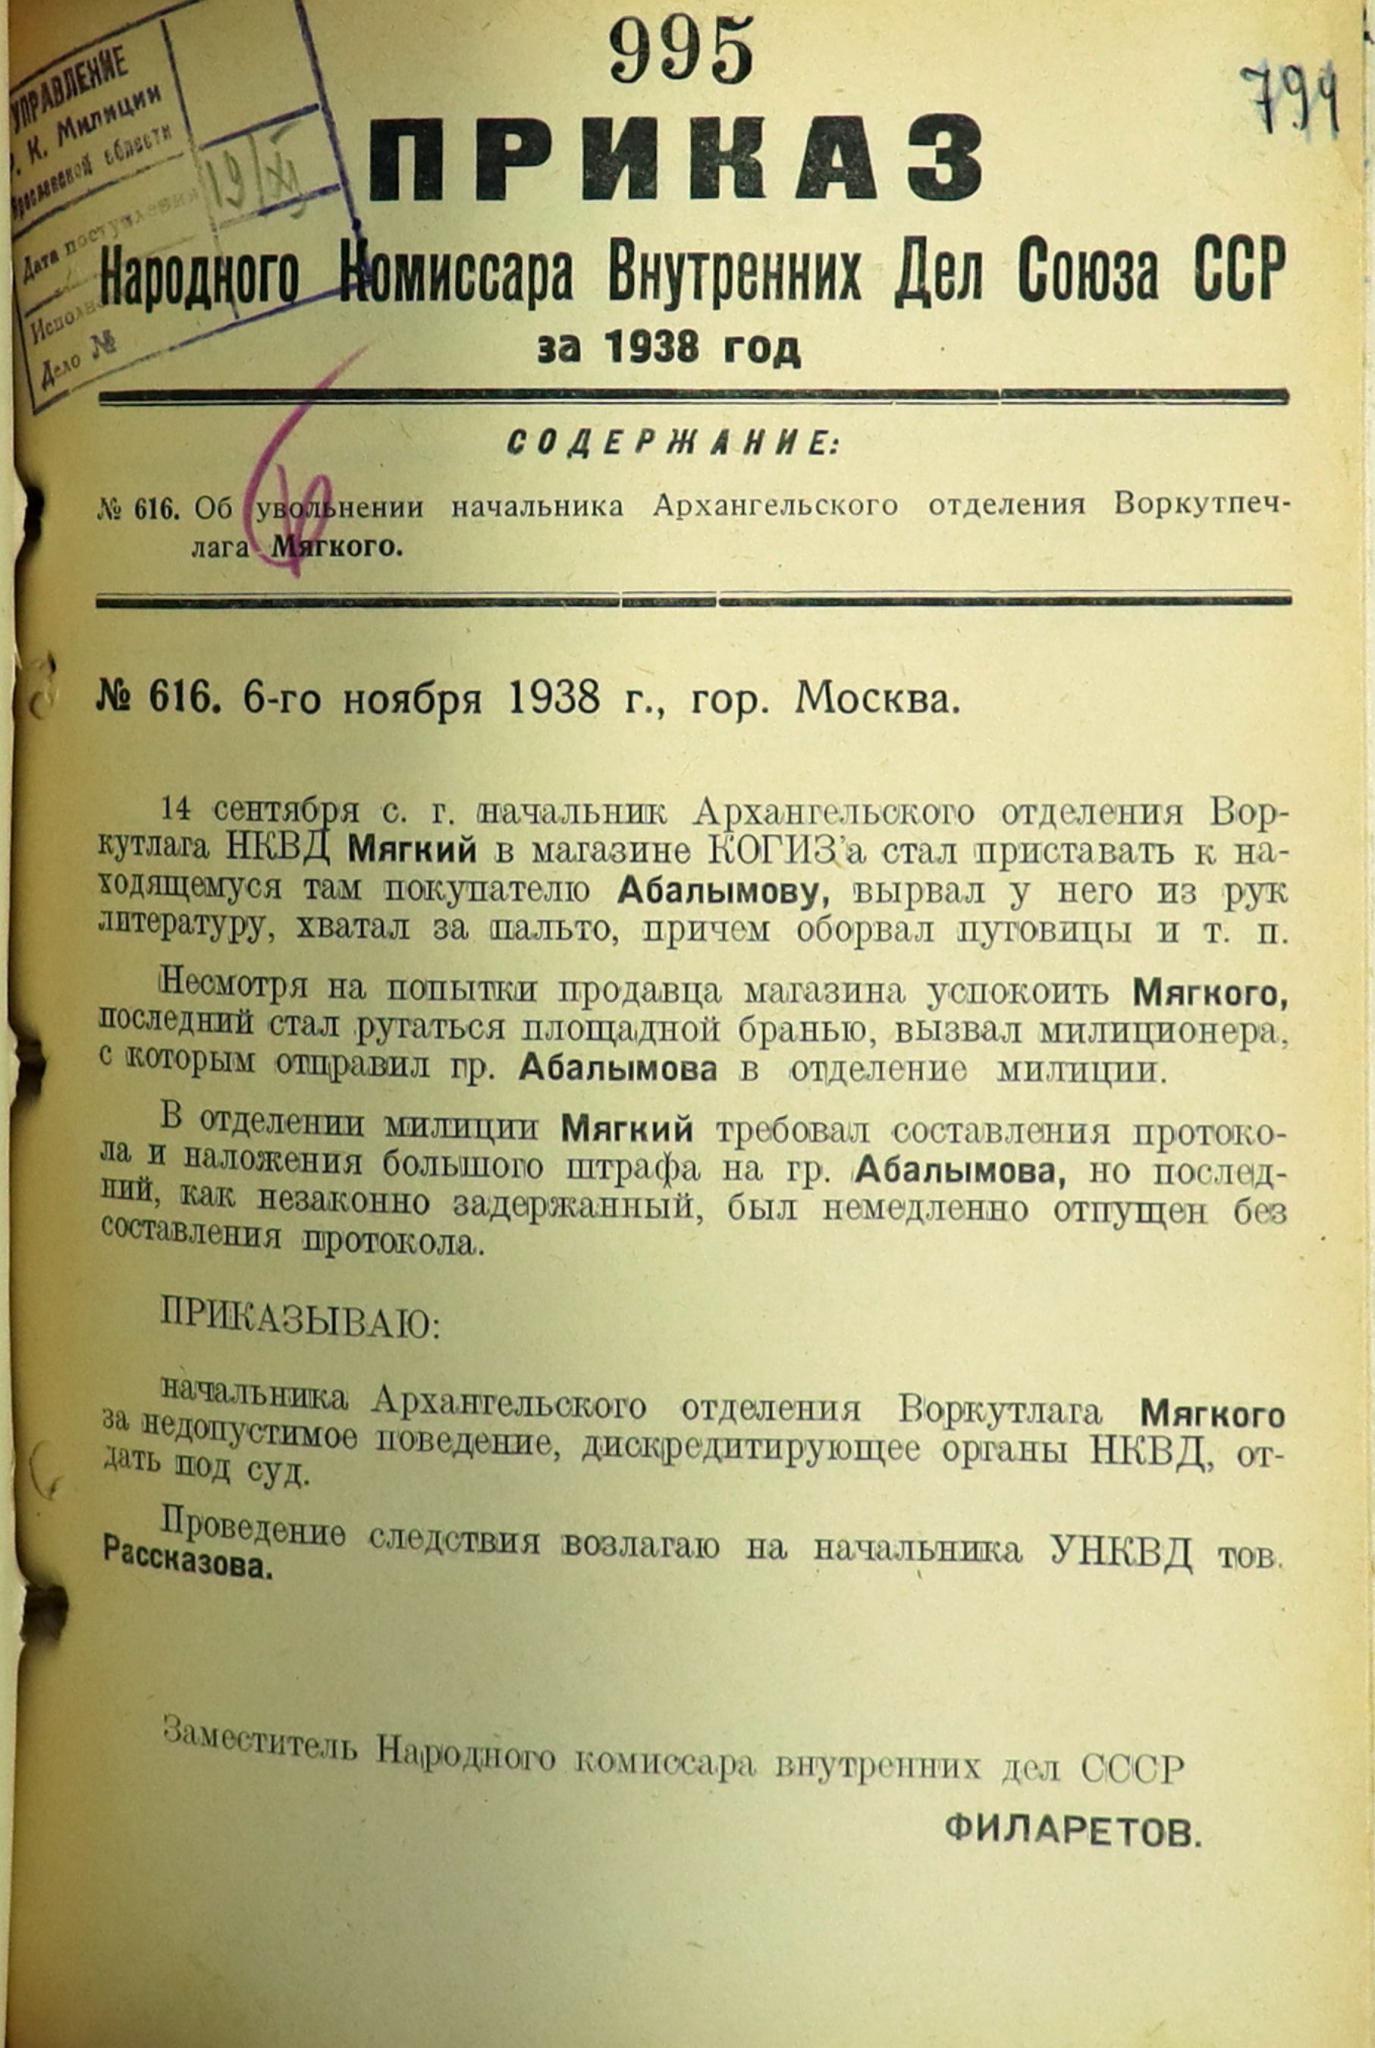 995
794
УПРАВЛЕНИЕ
К. Милиции
Ярославской области
Дата поступления 19/XI
Дело №
ПРИКАЗ
Народного Комиссара Внутренних Дел Союза ССР
за 1938 год
СОДЕРЖАНИЕ:
№ 616. Об увольнении начальника Архангельского отделения Воркутпеч-
лага Мягкого.
№ 616. 6-го ноября 1938 г., гор. Москва.
14 сентября с. г. начальник Архангельского отделения Вор-
кутлага НКВД Мягкий в магазине КОГИЗ'а стал приставать к на-
ходящемуся там покупателю Абалымову, вырвал у него из рук
литературу, хватал за пальто, причем оборвал пуговицы и т. п.
Несмотря на попытки продавца магазина успокоить Мягкого,
последний стал ругаться площадной бранью, вызвал милиционера,
с которым отправил гр. Абалымова в отделение милиции.
В отделении милиции Мягкий требовал составления протоко-
ла и наложения большого штрафа на гр. Абалымова, но послед-
ний, как незаконно задержанный, был немедленно отпущен без
составления протокола.
ПРИКАЗЫВАЮ:
начальника Архангельского отделения Воркутлага Мягкого
за недопустимое поведение, дискредитирующее органы НКВД, от-
дать под суд.
Проведение следствия возлагаю на начальника УНКВД тов.
Рассказова.
Заместитель Народного комиссара внутренних дел СССР
ФИЛАРЕТОВ.